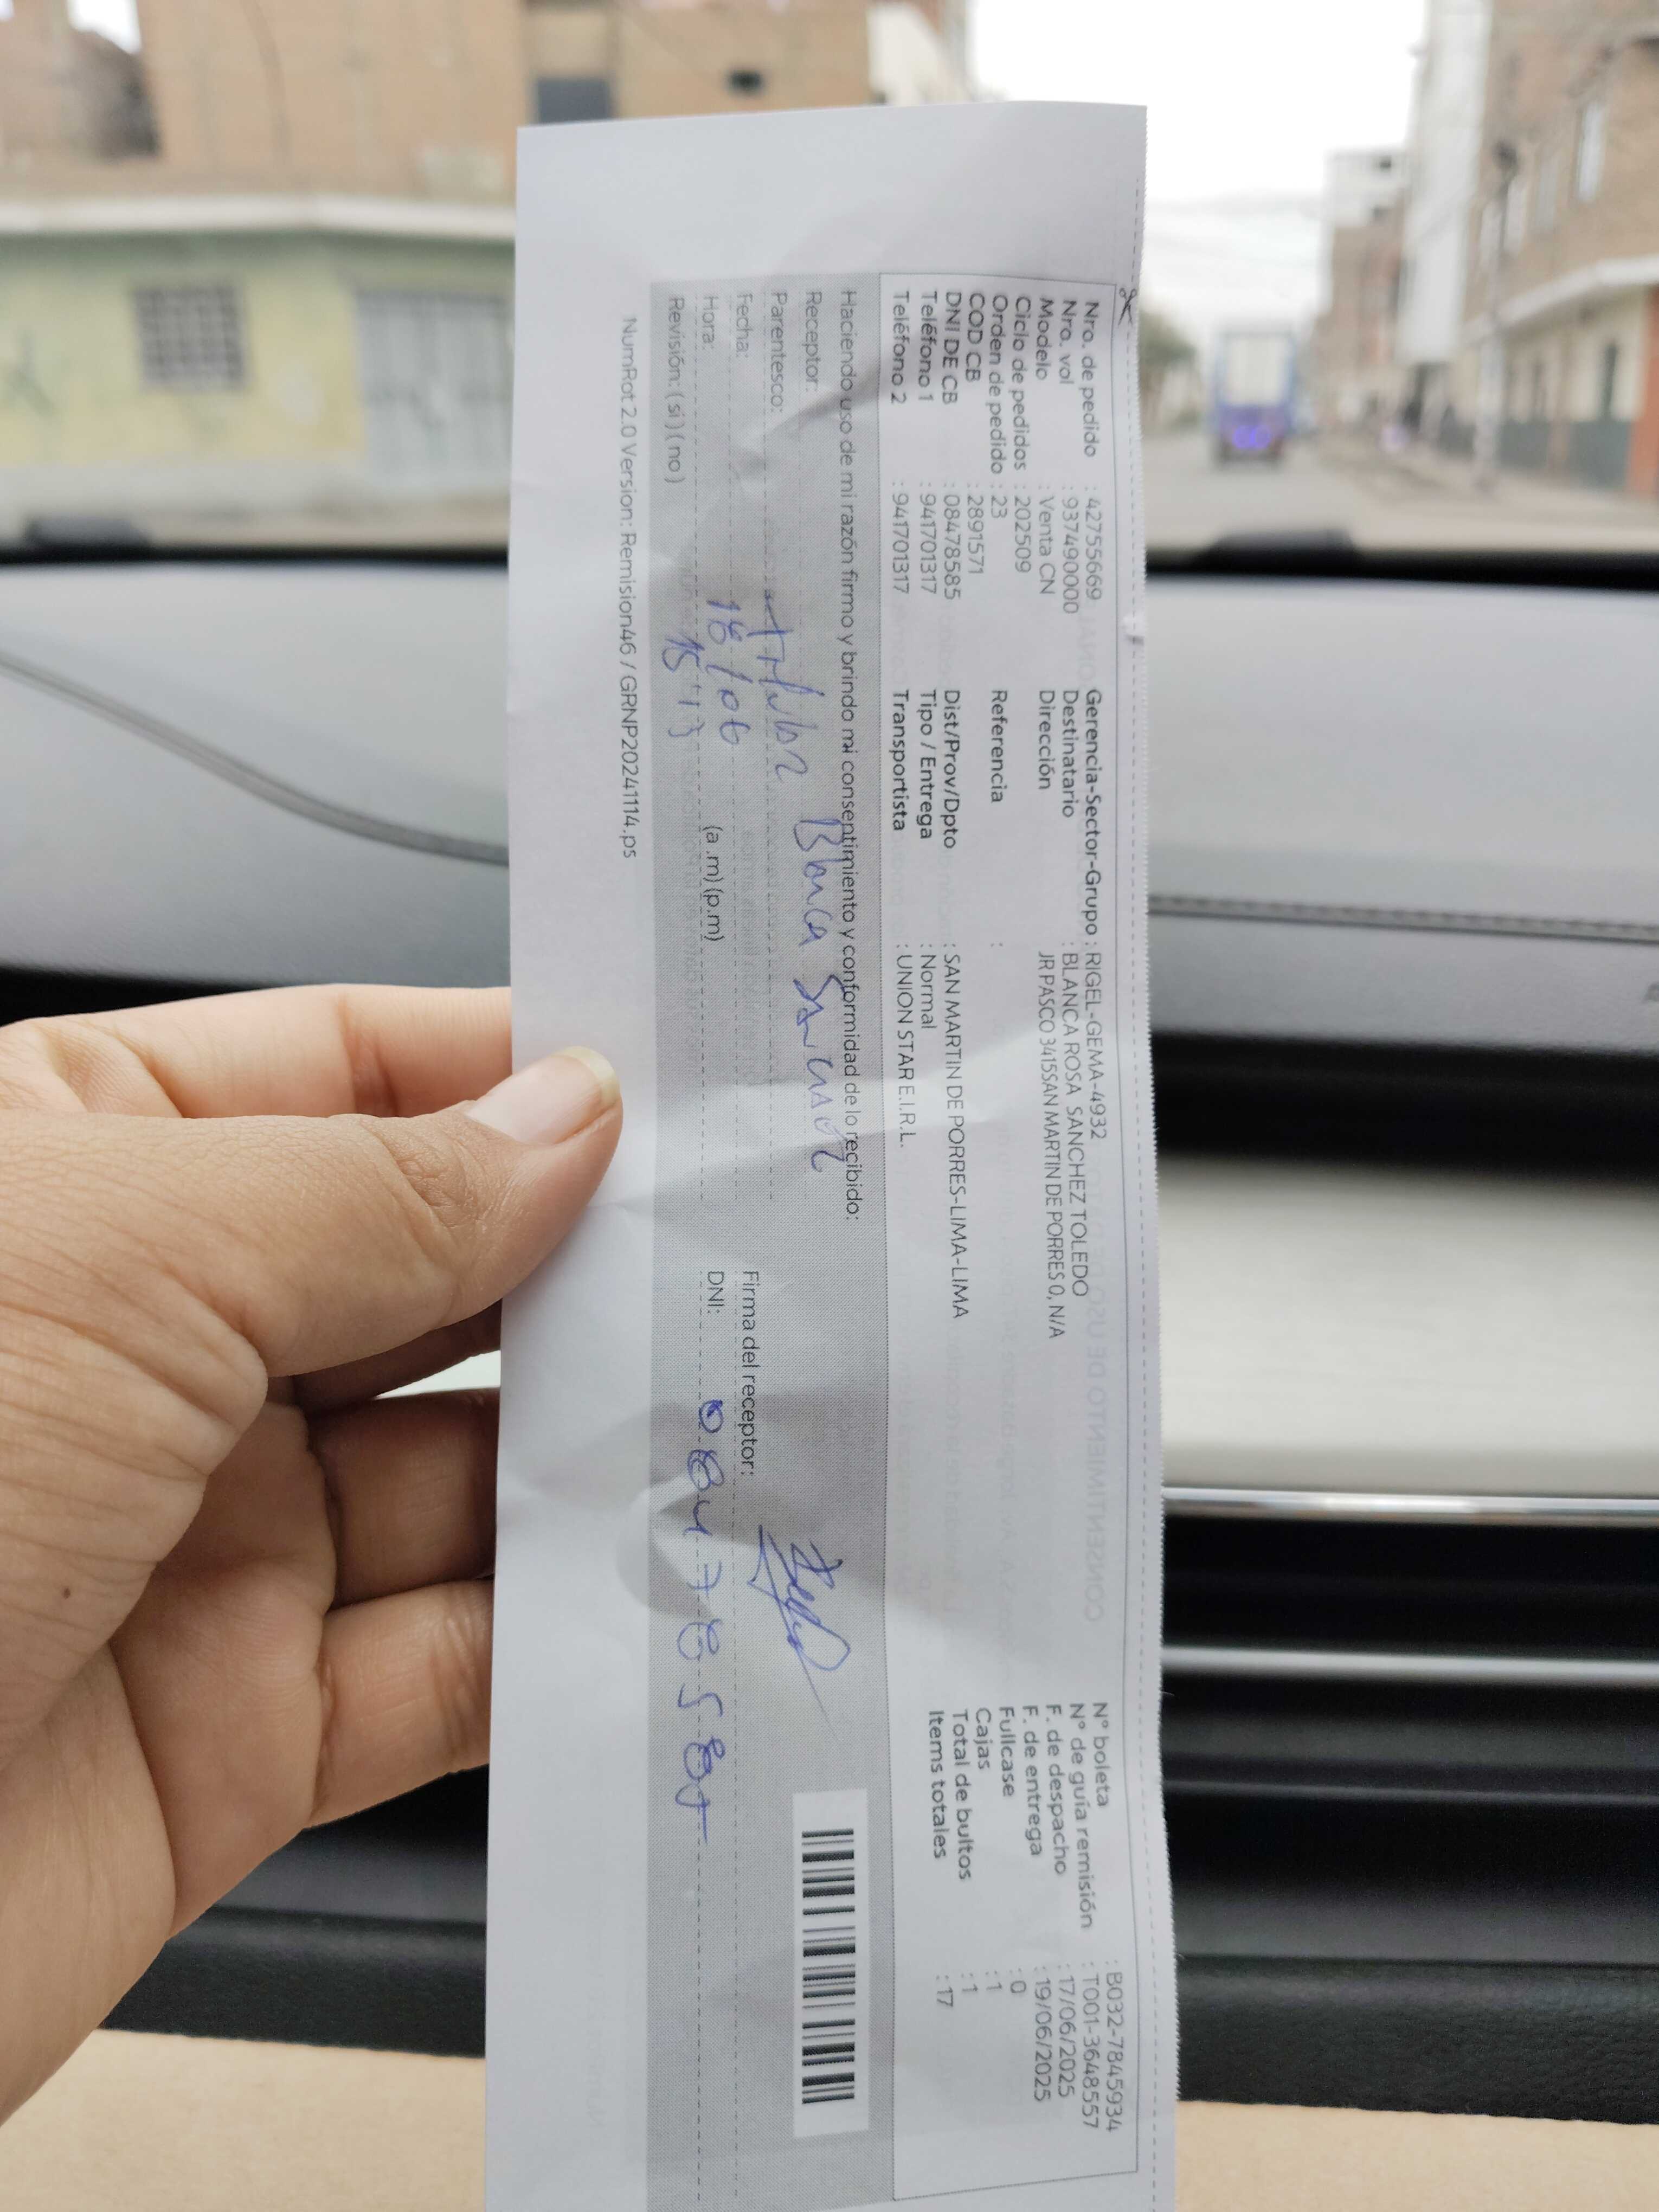 Nro. de pedido : 42755669
Nro. vol : 937490000
Modelo : Venta CN
Ciclo de pedidos : 202509
Orden de pedido : 23
COD CB : 2891571
DNI DE CB : 08478585
Teléfono 1 : 941701317
Teléfono 2 : 941701317
Gerencia-Sector-Grupo : RIGEL-GEMA-4932
Destinatario : BLANCA ROSA SANCHEZ TOLEDO
Dirección JR PASCO 3415SAN MARTIN DE PORRES 0, N/A
Referencia :
Dist/Prov/Dpto : SAN MARTIN DE PORRES-LIMA-LIMA
Tipo / Entrega : Normal
Transportista : UNION STAR E.I.R.L.
N° boleta : B032-7845934
N° de guía remisión : T001-3648557
F. de despacho : 17/06/2025
F. de entrega : 19/06/2025
Fullcase : 0
Cajas : 1
Total de bultos : 1
Items totales : 17
Haciendo uso de mi razón firmo y brindo mi consentimiento y conformidad de lo recibido:
Receptor: Blanca Sanchez
Parentesco: titular
Fecha: 18/06
Hora: 15:13 (a.m) (p.m)
Revisión: ( si ) ( no )
Firma del receptor:
DNI: 08478585
NumRot 2.0 Version: Remision46 / GRNP20241114.ps